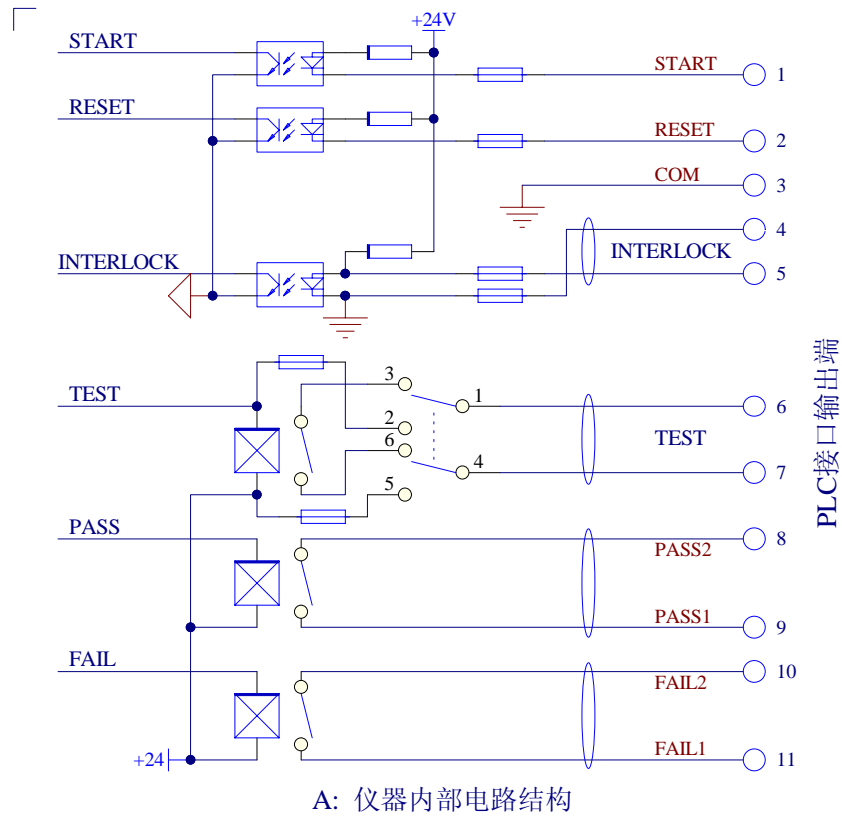 +24V
START
START
1
RESET
RESET
2
COM
3
4
INTERLOCK
INTERLOCK
5
PLC接口输出端
TEST
3
1
6
2
6
TEST
4
7
5
PASS
8
PASS2
PASS1
9
FAIL
10
FAIL2
+24
FAIL1
11
A: 仪器内部电路结构